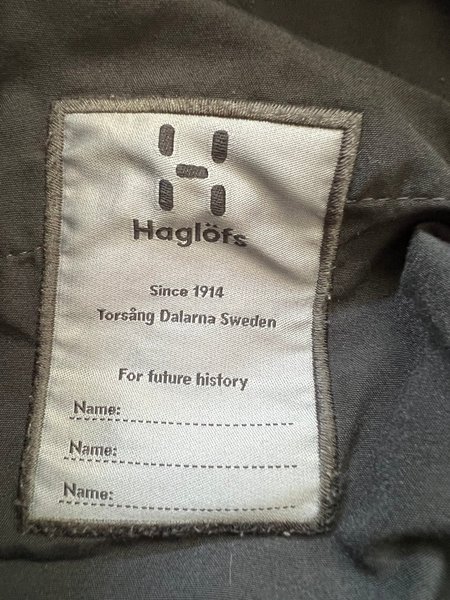 Haglöfs
Since 1914
Torsång Dalarna Sweden
For future history
Name:
Name:
Name: